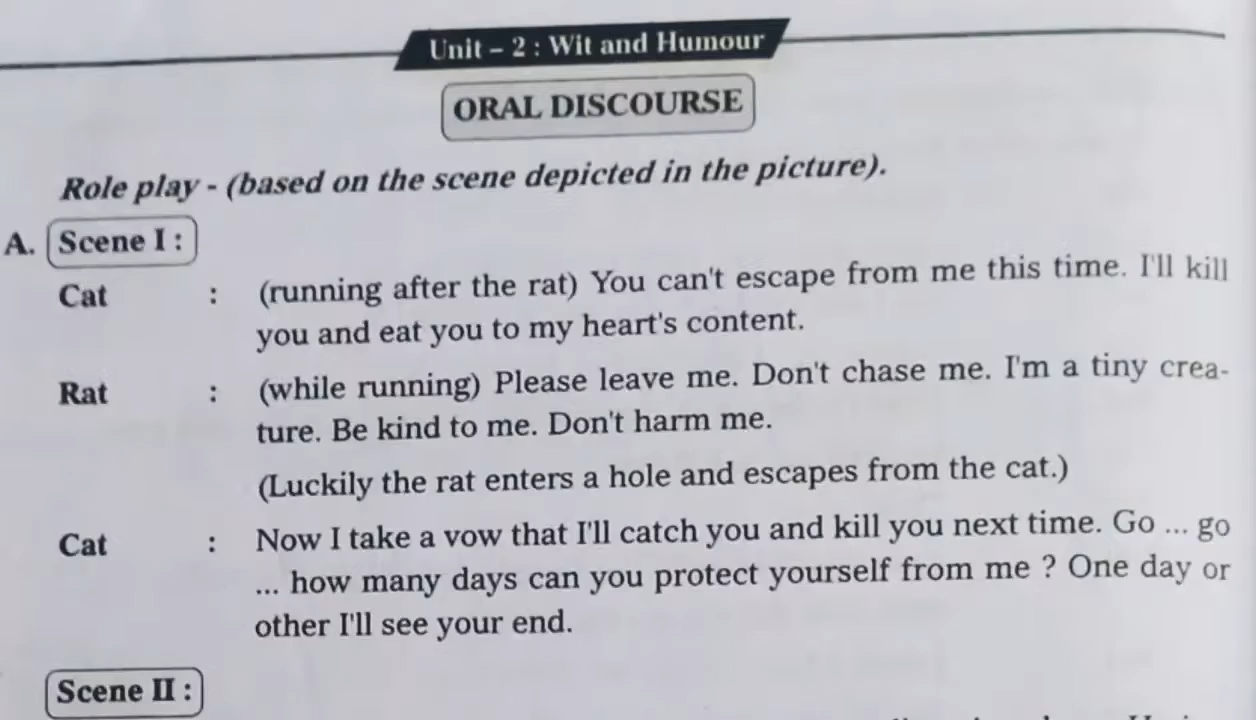 Unit – 2 : Wit and Humour
ORAL DISCOURSE
Role play - (based on the scene depicted in the picture).
A. Scene I :
Cat : (running after the rat) You can't escape from me this time. I'll kill
you and eat you to my heart's content.
Rat : (while running) Please leave me. Don't chase me. I'm a tiny crea-
ture. Be kind to me. Don't harm me.
(Luckily the rat enters a hole and escapes from the cat.)
Cat : Now I take a vow that I'll catch you and kill you next time. Go ... go
... how many days can you protect yourself from me ? One day or
other I'll see your end.
Scene II :